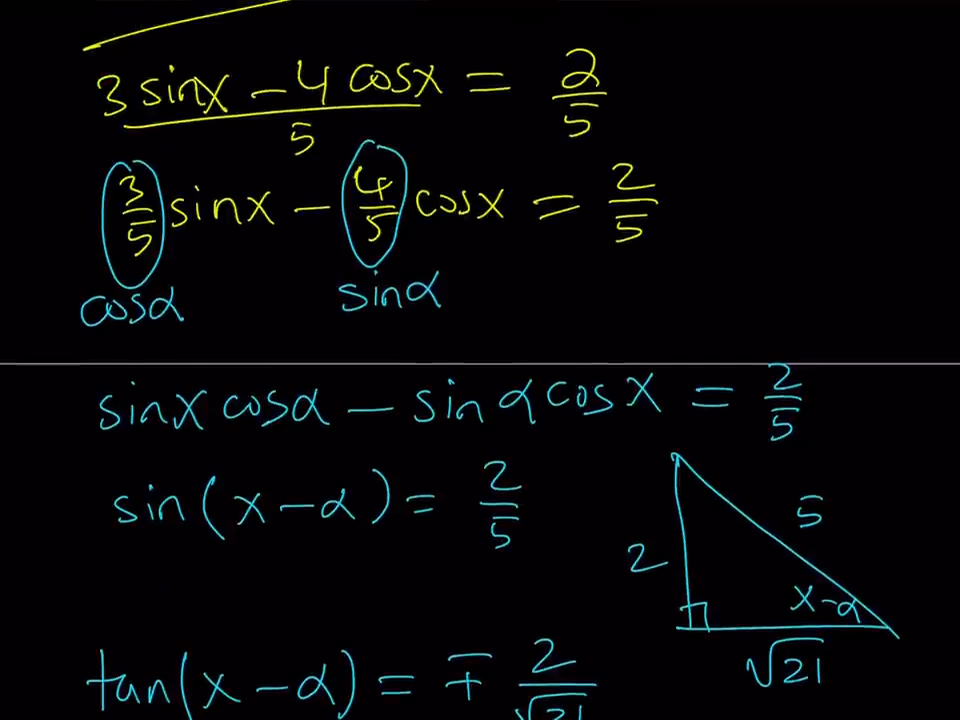 3 sinx − 4 cosx = 2/5
5
3/5 sinx − 4/5 cosx = 2/5
cosα sinα
sinx cosα − sinα cosx = 2/5
sin(x−α) = 2/5
5
2
x−α
√21
tan(x−α) = ∓ 2/√21